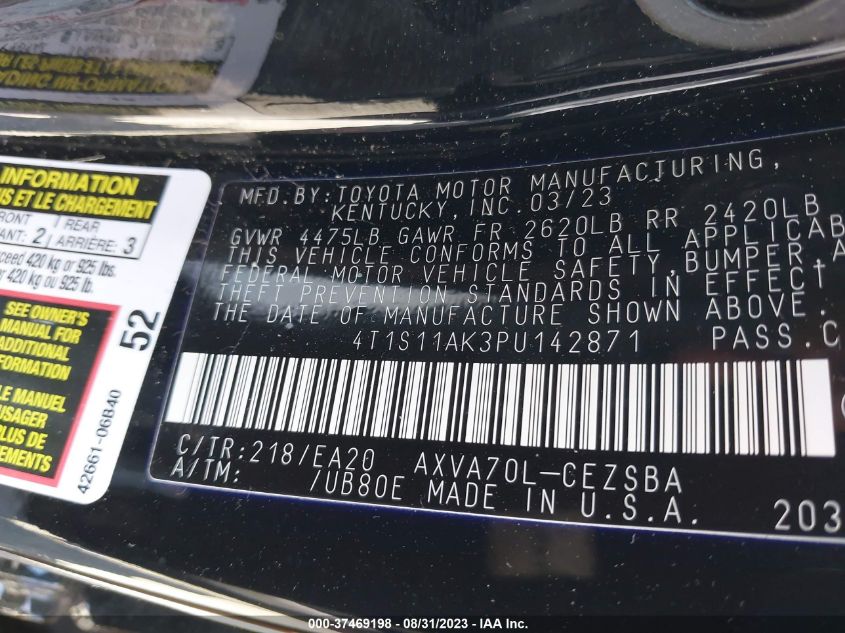 INFORMATION
US ET LE CHARGEMENT
FRONT REAR
ANT: 2 ARRIÈRE: 3
xceed 420 kg or 925 lbs.
r 420 kg ou 925 lb.
SEE OWNER'S
MANUAL FOR
ADDITIONAL
INFORMATION
LE MANUEL
USAGER
PLUS DE
EMENTS
52
42661-06B40
MFD.BY:TOYOTA MOTOR MANUFACTURING,
KENTUCKY,INC.03/23
GVWR 4475LB GAWR FR 2620LB RR 2420LB
THIS VEHICLE CONFORMS TO ALL APPLICAB
FEDERAL MOTOR VEHICLE SAFETY,BUMPER,A
THEFT PREVENTION STANDARDS IN EFFECT
THE DATE OF MANUFACTURE SHOWN ABOVE.
4T1S11AK3PU142871 PASS.C
C/TR:218/EA20 AXVA70L-CEZSBA
A/TM: /UB80E MADE IN U.S.A.
203
000-37469198 - 08/31/2023 - IAA Inc.